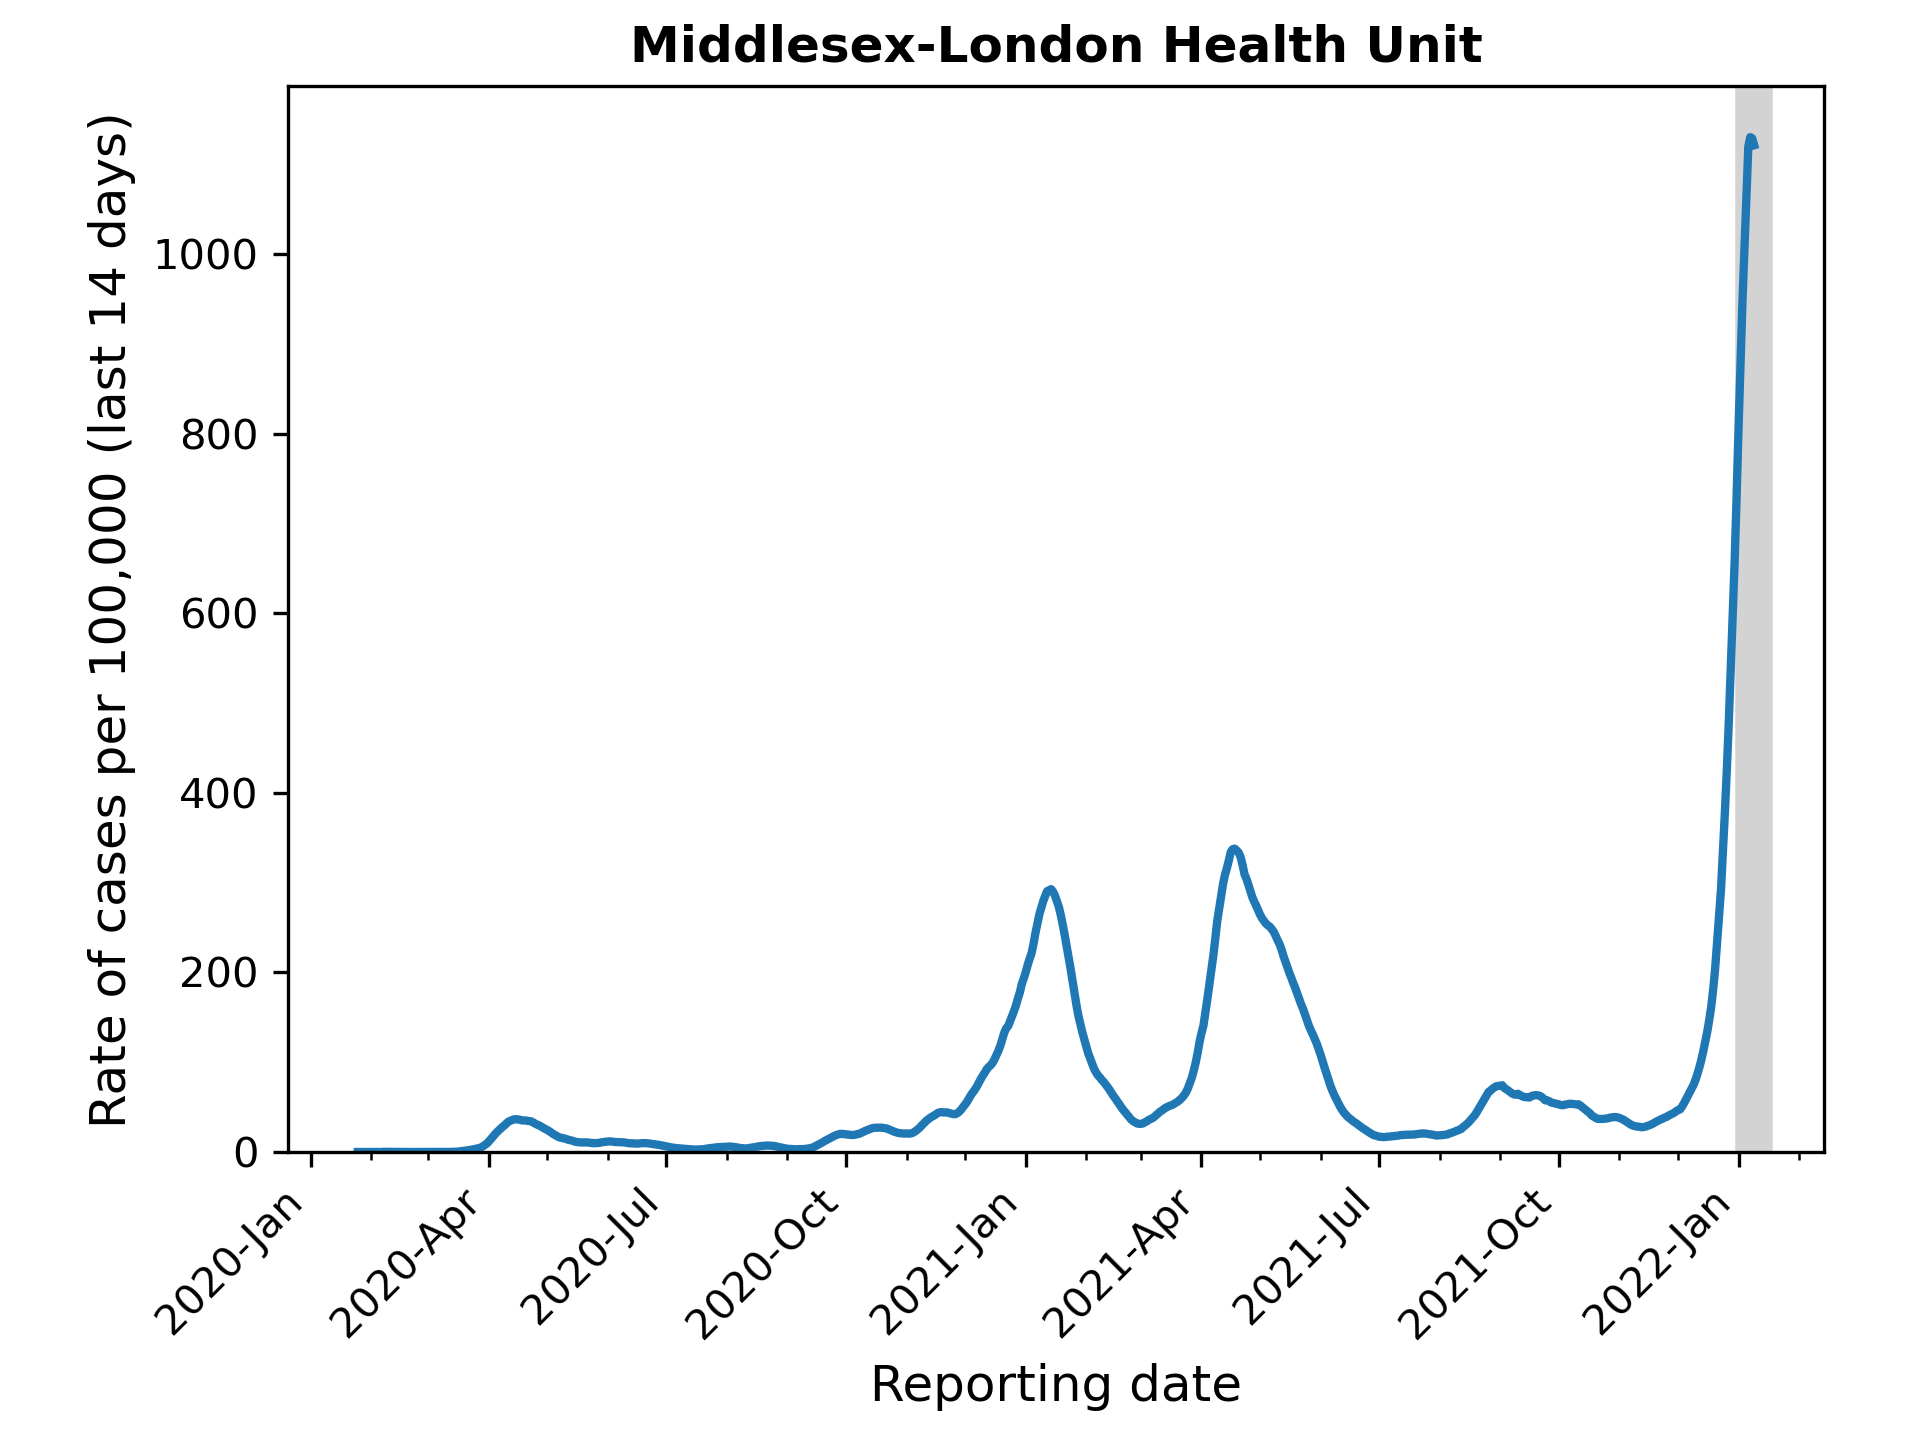 Middlesex-London Health Unit
Rate of cases per 100,000 (last 14 days)
1000
800
600
400
200
0
2020-Jan
2020-Apr
2020-Jul
2020-Oct
2021-Jan
2021-Apr
2021-Jul
2021-Oct
2022-Jan
Reporting date